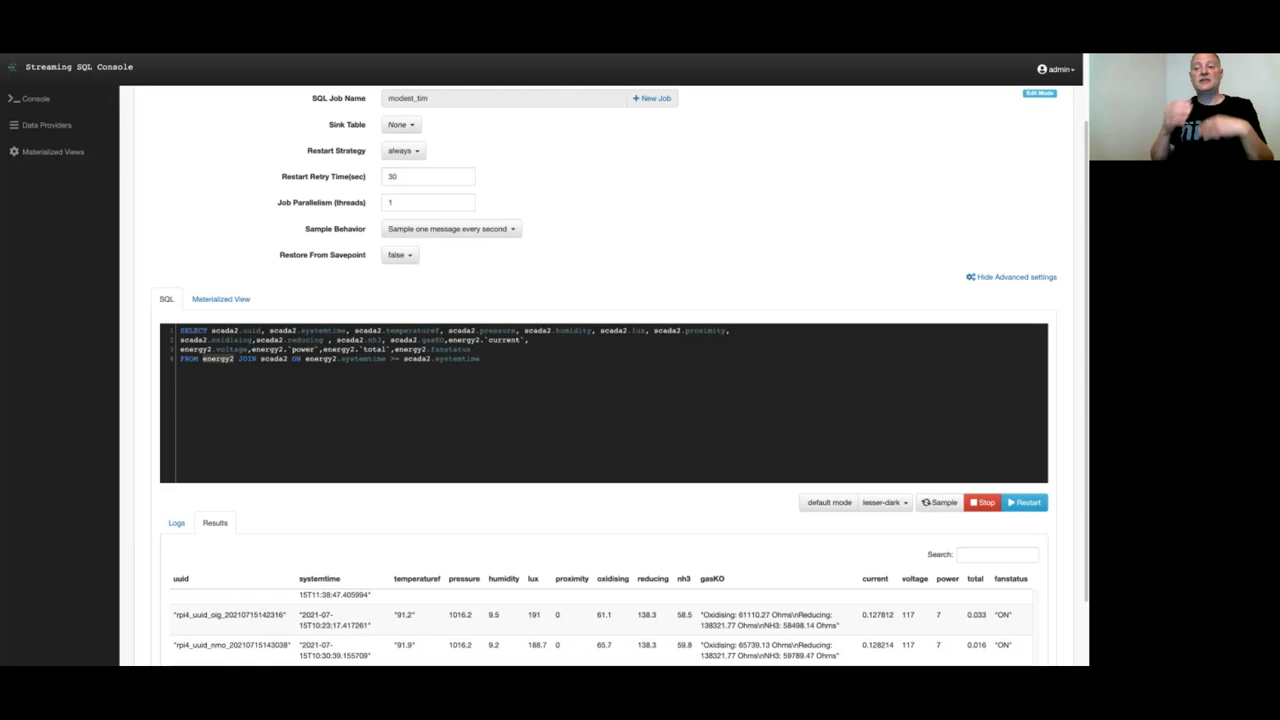 Streaming SQL Console
admin
Console
Data Providers
Materialized Views
SQL Job Name
modest_tim
+ New Job
Edit Mode
Sink Table
None
Restart Strategy
always
Restart Retry Time(sec)
30
Job Parallelism (threads)
1
Sample Behavior
Sample one message every second
Restore From Savepoint
false
Hide Advanced settings
SQL
Materialized View
1 SELECT scada2.uuid, scada2.systemtime, scada2.temperaturef, scada2.pressure, scada2.humidity, scada2.lux, scada2.proximity,
2 scada2.oxidising,scada2.reducing , scada2.nh3, scada2.gasKO,energy2.`current`,
3 energy2.voltage,energy2.`power`,energy2.`total`,energy2.fanstatus
4 FROM energy2 JOIN scada2 ON energy2.systemtime >= scada2.systemtime
default mode
lesser-dark
Sample
Stop
Restart
Logs
Results
Search:
uuid systemtime temperaturef pressure humidity lux proximity oxidising reducing nh3 gasKO current voltage power total fanstatus
15T11:38:47.405994"
"rpi4_uuid_oig_20210715142316" "2021-07- "91.2" 1016.2 9.5 191 0 61.1 138.3 58.5 "Oxidising: 61110.27 Ohms\nReducing: 0.127812 117 7 0.033 "ON"
15T10:23:17.417261" 138321.77 Ohms\nNH3: 58498.14 Ohms"
"rpi4_uuid_nmo_20210715143038" "2021-07- "91.9" 1016.2 9.2 188.7 0 65.7 138.3 59.8 "Oxidising: 65739.13 Ohms\nReducing: 0.128214 117 7 0.016 "ON"
15T10:30:39.155709" 138321.77 Ohms\nNH3: 59789.47 Ohms"